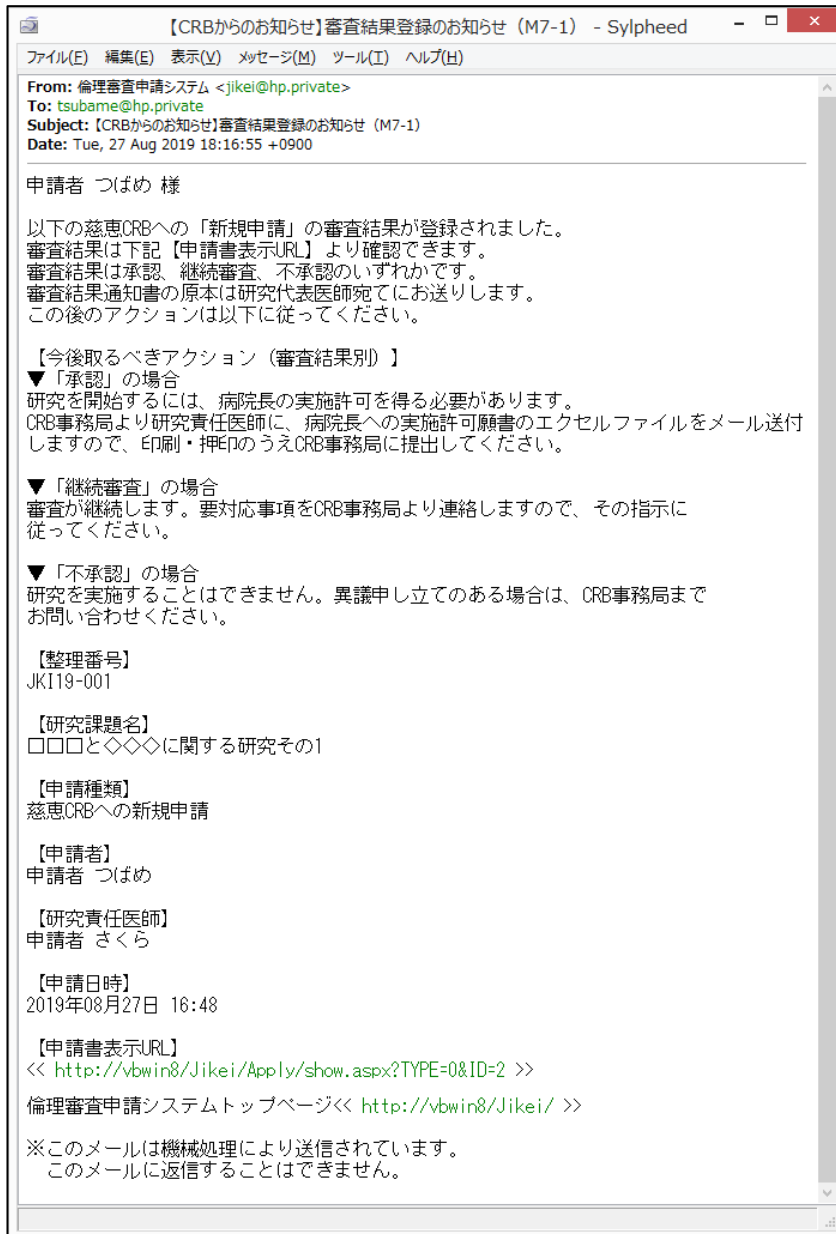 【CRBからのお知らせ】審査結果登録のお知らせ（M7-1） - Sylpheed
ファイル(F) 編集(E) 表示(V) メッセージ(M) ツール(T) ヘルプ(H)
From: 倫理審査申請システム <jikei@hp.private>
To: tsubame@hp.private
Subject: 【CRBからのお知らせ】審査結果登録のお知らせ（M7-1）
Date: Tue, 27 Aug 2019 18:16:55 +0900
申請者 つばめ 様
以下の慈恵CRBへの「新規申請」の審査結果が登録されました。
審査結果は下記【申請書表示URL】より確認できます。
審査結果は承認、継続審査、不承認のいずれかです。
審査結果通知書の原本は研究代表医師宛てにお送りします。
この後のアクションは以下に従ってください。
【今後取るべきアクション（審査結果別）】
▼「承認」の場合
研究を開始するには、病院長の実施許可を得る必要があります。
CRB事務局より研究責任医師に、病院長への実施許可願書のエクセルファイルをメール送付
しますので、印刷・押印のうえCRB事務局に提出してください。
▼「継続審査」の場合
審査が継続します。要対応事項をCRB事務局より連絡しますので、その指示に
従ってください。
▼「不承認」の場合
研究を実施することはできません。異議申し立てのある場合は、CRB事務局まで
お問い合わせください。
【整理番号】
JKI19-001
【研究課題名】
□□□と◇◇◇に関する研究その1
【申請種類】
慈恵CRBへの新規申請
【申請者】
申請者 つばめ
【研究責任医師】
申請者 さくら
【申請日時】
2019年08月27日 16:48
【申請書表示URL】
<< http://vbwin8/Jikei/Apply/show.aspx?TYPE=0&ID=2 >>
倫理審査申請システムトップページ<< http://vbwin8/Jikei/ >>
※このメールは機械処理により送信されています。
このメールに返信することはできません。